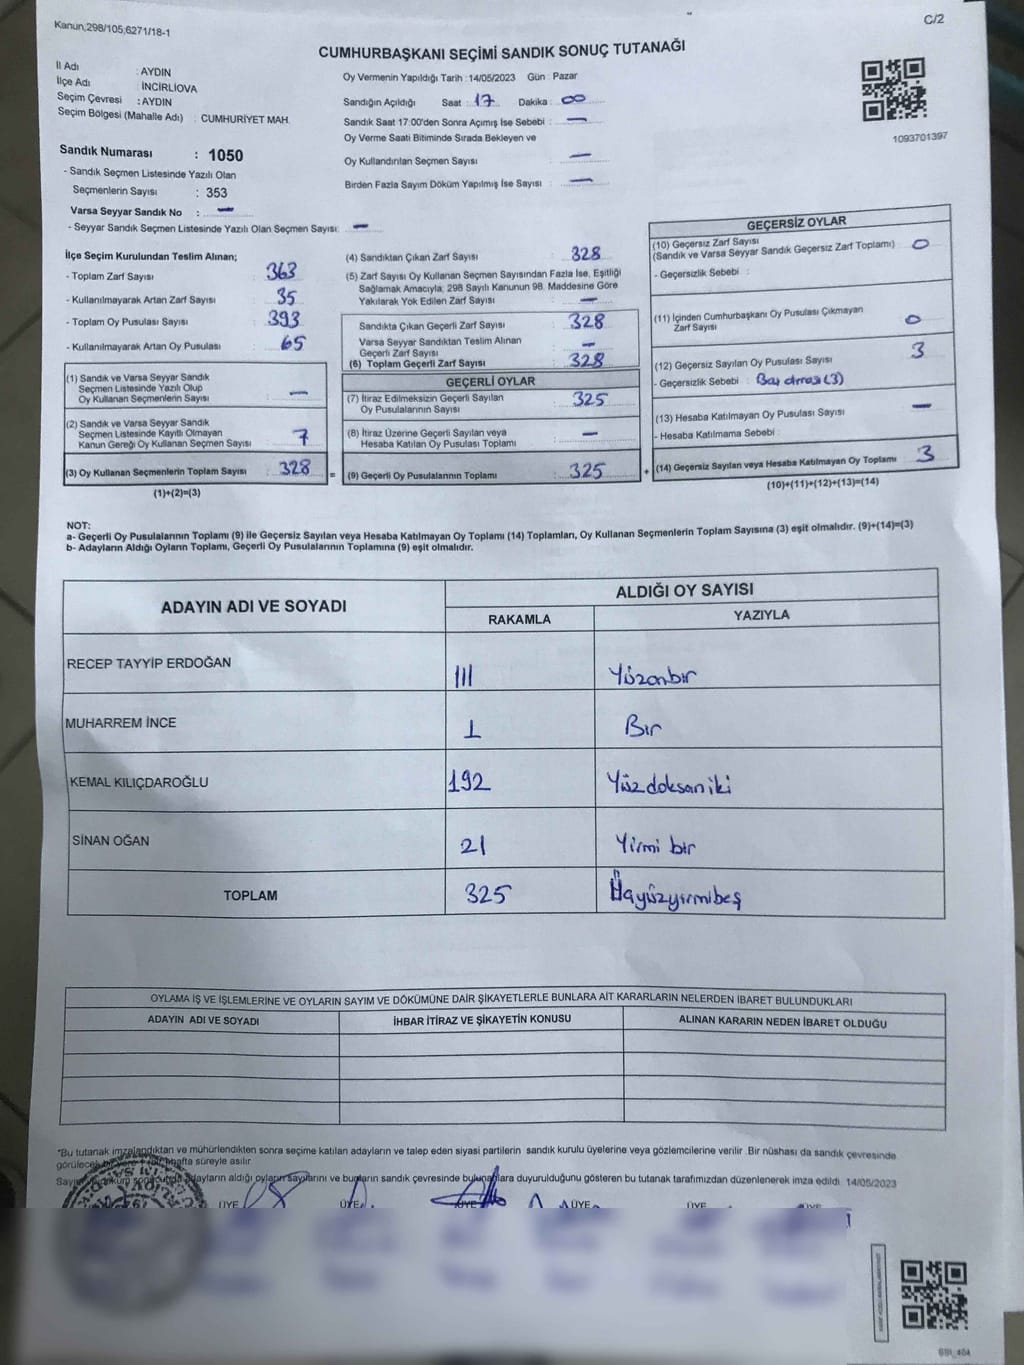 Kanun;298/105,6271/18-1
C/2
CUMHURBAŞKANI SEÇİMİ SANDIK SONUÇ TUTANAĞI
İl Adı : AYDIN
İlçe Adı : İNCİRLİOVA
Seçim Çevresi : AYDIN
Seçim Bölgesi (Mahalle Adı) : CUMHURİYET MAH.
Sandık Numarası : 1050
- Sandık Seçmen Listesinde Yazılı Olan
Seçmenlerin Sayısı : 353
Varsa Seyyar Sandık No : —
- Seyyar Sandık Seçmen Listesinde Yazılı Olan Seçmen Sayısı: —
Oy Vermenin Yapıldığı Tarih :14/05/2023 Gün : Pazar
Sandığın Açıldığı Saat : 17 Dakika : 00
Sandık Saat 17:00'den Sonra Açımış İse Sebebi : —
Oy Verme Saati Bitiminde Sırada Bekleyen ve
Oy Kullandırılan Seçmen Sayısı : —
Birden Fazla Sayım Döküm Yapılmış İse Sayısı : —
1093701397
İlçe Seçim Kurulundan Teslim Alınan;
- Toplam Zarf Sayısı : 363
- Kullanılmayarak Artan Zarf Sayısı : 35
- Toplam Oy Pusulası Sayısı : 393
- Kullanılmayarak Artan Oy Pusulası : 65
(1) Sandık ve Varsa Seyyar Sandık
Seçmen Listesinde Yazılı Olup
Oy Kullanan Seçmenlerin Sayısı : —
(2) Sandık ve Varsa Seyyar Sandık
Seçmen Listesinde Kayıtlı Olmayan
Kanun Gereği Oy Kullanan Seçmen Sayısı : 7
(3) Oy Kullanan Seçmenlerin Toplam Sayısı : 328
(1)+(2)=(3)
(4) Sandıktan Çıkan Zarf Sayısı : 328
(5) Zarf Sayısı Oy Kullanan Seçmen Sayısından Fazla İse, Eşitliği
Sağlamak Amacıyla; 298 Sayılı Kanunun 98. Maddesine Göre
Yakılarak Yok Edilen Zarf Sayısı : —
Sandıkta Çıkan Geçerli Zarf Sayısı : 328
Varsa Seyyar Sandıktan Teslim Alınan
Geçerli Zarf Sayısı : —
(6) Toplam Geçerli Zarf Sayısı : 328
GEÇERLİ OYLAR
(7) İtiraz Edilmeksizin Geçerli Sayılan
Oy Pusulalarının Sayısı : 325
(8) İtiraz Üzerine Geçerli Sayılan veya
Hesaba Katılan Oy Pusulası Toplamı : —
= (9) Geçerli Oy Pusulalarının Toplamı : 325
GEÇERSİZ OYLAR
(10) Geçersiz Zarf Sayısı
(Sandık ve Varsa Seyyar Sandık Geçersiz Zarf Toplamı) : 0
- Geçersizlik Sebebi :
(11) İçinden Cumhurbaşkanı Oy Pusulası Çıkmayan
Zarf Sayısı : 0
(12) Geçersiz Sayılan Oy Pusulası Sayısı : 3
- Geçersizlik Sebebi : Boş olması (3)
(13) Hesaba Katılmayan Oy Pusulası Sayısı : —
- Hesaba Katılmama Sebebi :
+ (14) Geçersiz Sayılan veya Hesaba Katılmayan Oy Toplamı : 3
(10)+(11)+(12)+(13)=(14)
NOT:
a- Geçerli Oy Pusulalarının Toplamı (9) ile Geçersiz Sayılan veya Hesaba Katılmayan Oy Toplamı (14) Toplamları, Oy Kullanan Seçmenlerin Toplam Sayısına (3) eşit olmalıdır. (9)+(14)=(3)
b- Adayların Aldığı Oyların Toplamı, Geçerli Oy Pusulalarının Toplamına (9) eşit olmalıdır.
ADAYIN ADI VE SOYADI
ALDIĞI OY SAYISI
RAKAMLA YAZIYLA
RECEP TAYYİP ERDOĞAN 111 Yüzonbir
MUHARREM İNCE 1 Bir
KEMAL KILIÇDAROĞLU 192 Yüzdoksaniki
SİNAN OĞAN 21 Yirmi bir
TOPLAM 325 Üçyüzyirmibeş
OYLAMA İŞ VE İŞLEMLERİNE VE OYLARIN SAYIM VE DÖKÜMÜNE DAİR ŞİKAYETLERLE BUNLARA AİT KARARLARIN NELERDEN İBARET BULUNDUKLARI
ADAYIN ADI VE SOYADI İHBAR İTİRAZ VE ŞİKAYETİN KONUSU ALINAN KARARIN NEDEN İBARET OLDUĞU
*Bu tutanak imzalandıktan ve mühürlendikten sonra seçime katılan adayların ve talep eden siyasi partilerin sandık kurulu üyelerine veya gözlemcilerine verilir. Bir nüshası da sandık çevresinde
görülecek hafta süreyle asılır.
Sayım adayların aldığı oyların sayılarını ve bunların sandık çevresinde bulunanlara duyurulduğunu gösteren bu tutanak tarafımızdan düzenlenerek imza edildi. 14/05/2023
ÜYE ÜYE ÜYE ÜYE ÜYE ÜYE